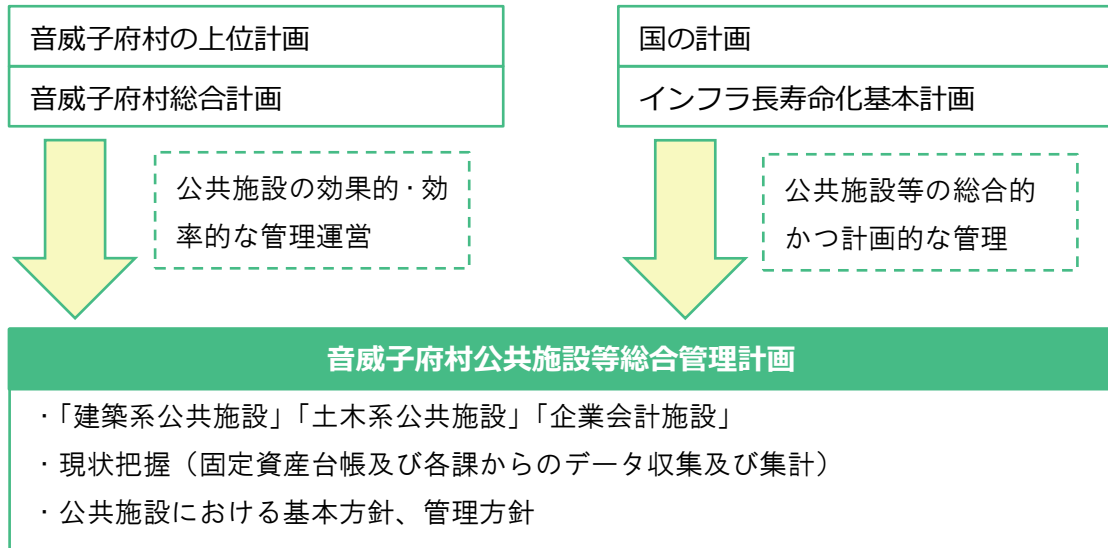 音威子府村の上位計画
音威子府村総合計画
国の計画
インフラ長寿命化基本計画
公共施設の効果的・効
率的な管理運営
公共施設等の総合的
かつ計画的な管理
音威子府村公共施設等総合管理計画
・「建築系公共施設」「土木系公共施設」「企業会計施設」
・現状把握（固定資産台帳及び各課からのデータ収集及び集計）
・公共施設における基本方針、管理方針